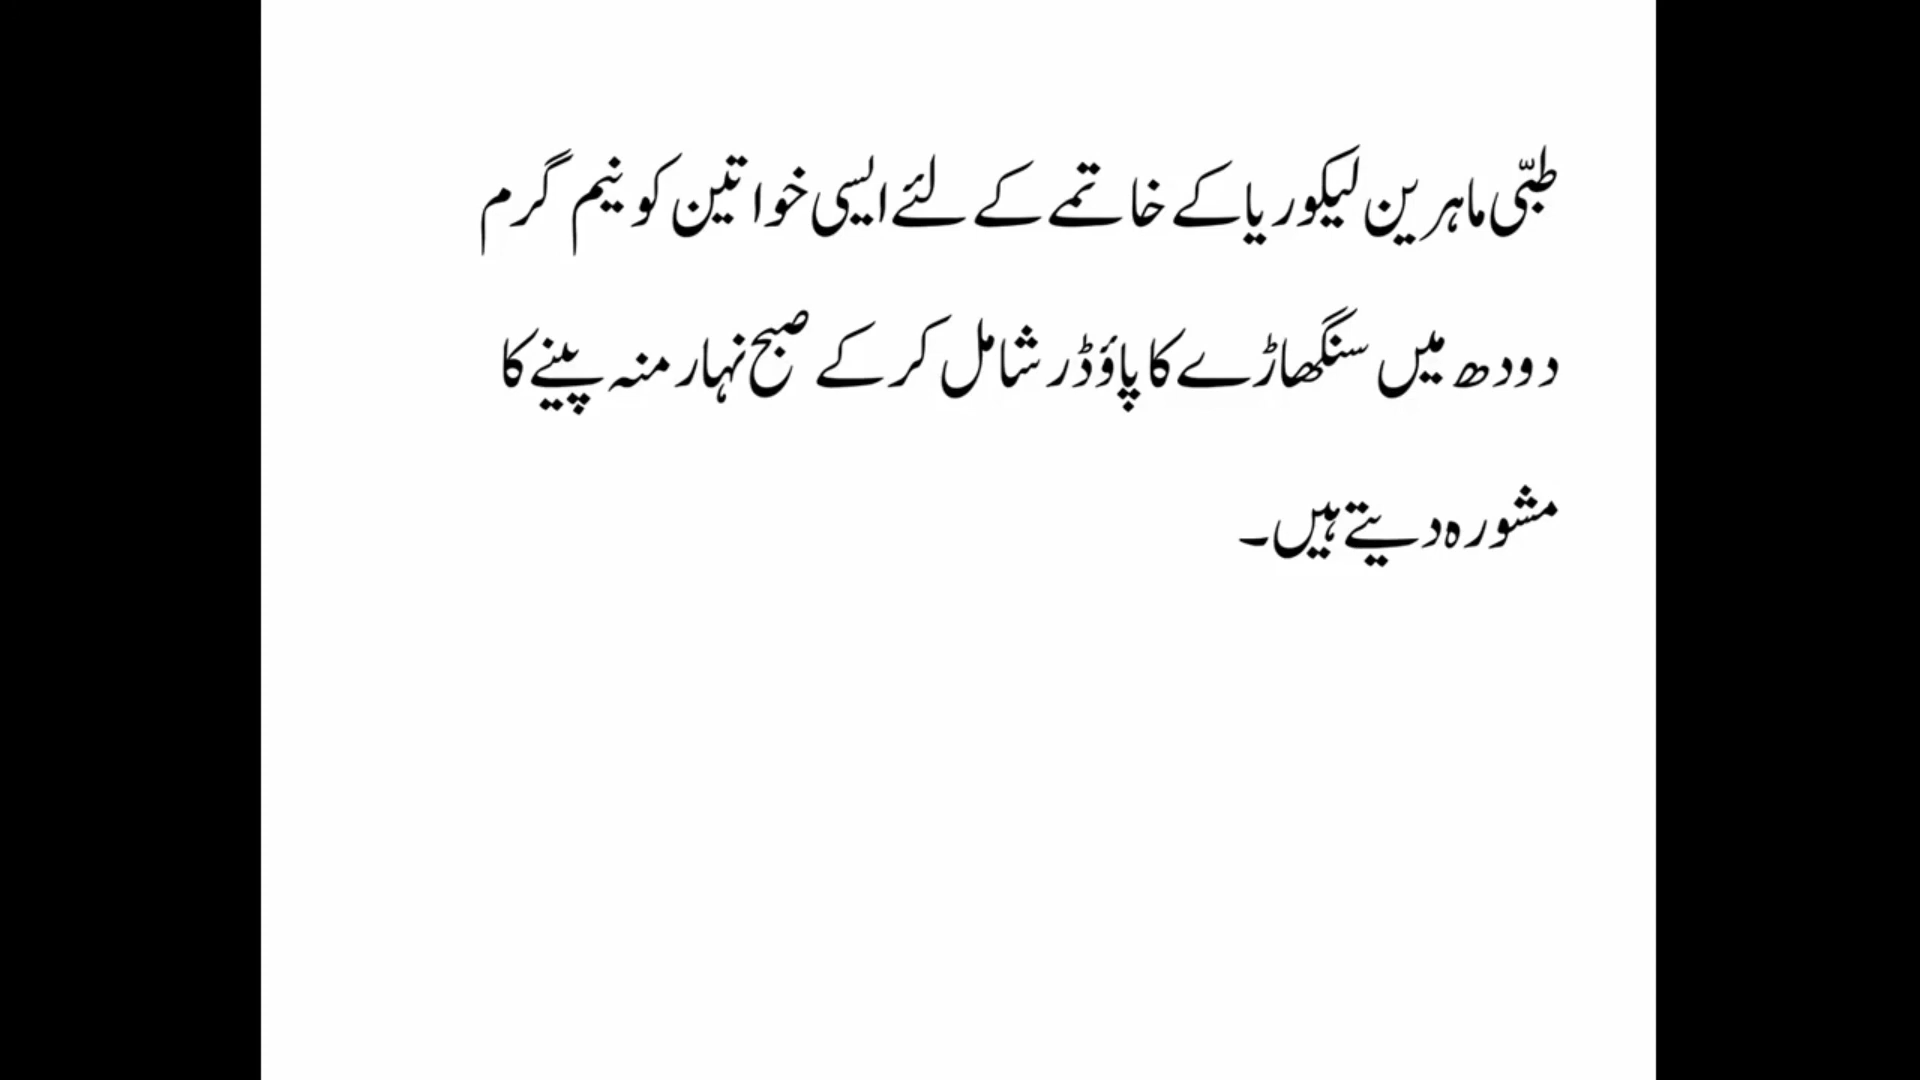 طبّی ماہرین لیکوریا کے خاتمے کے لئے ایسی خواتین کو نیم گرم
دودھ میں سنگھاڑے کا پاؤڈر شامل کر کے صبح نہار منہ پینے کا
مشورہ دیتے ہیں۔